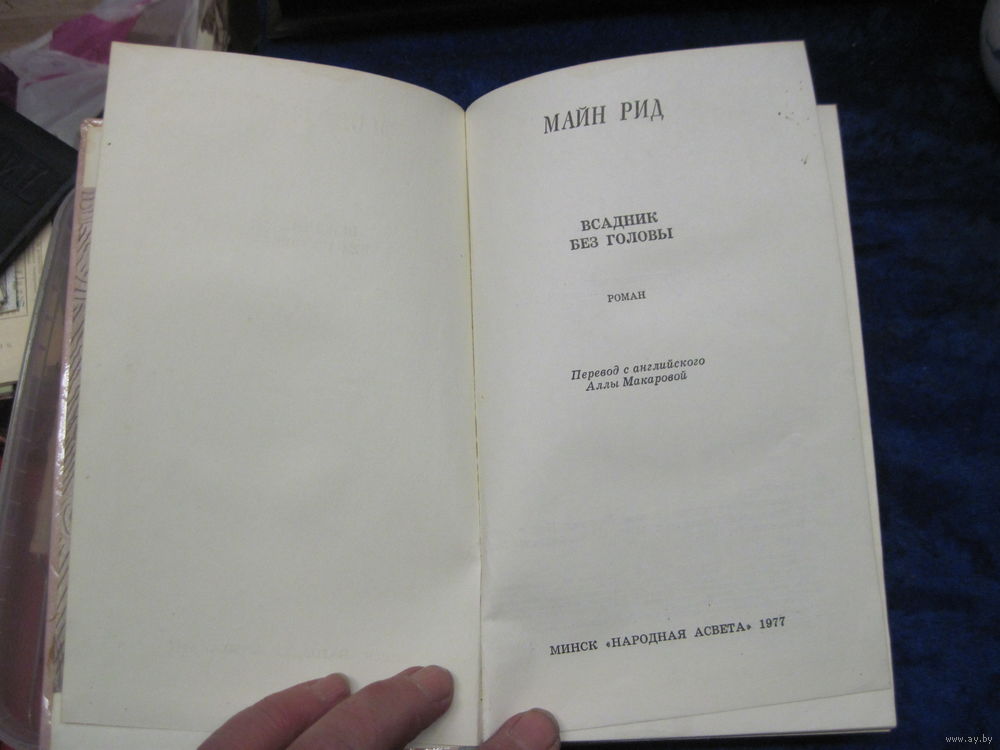 МАЙН РИД
ВСАДНИК
БЕЗ ГОЛОВЫ
РОМАН
Перевод с английского
Аллы Макаровой
МИНСК «НАРОДНАЯ АСВЕТА» 1977
www.ay.by